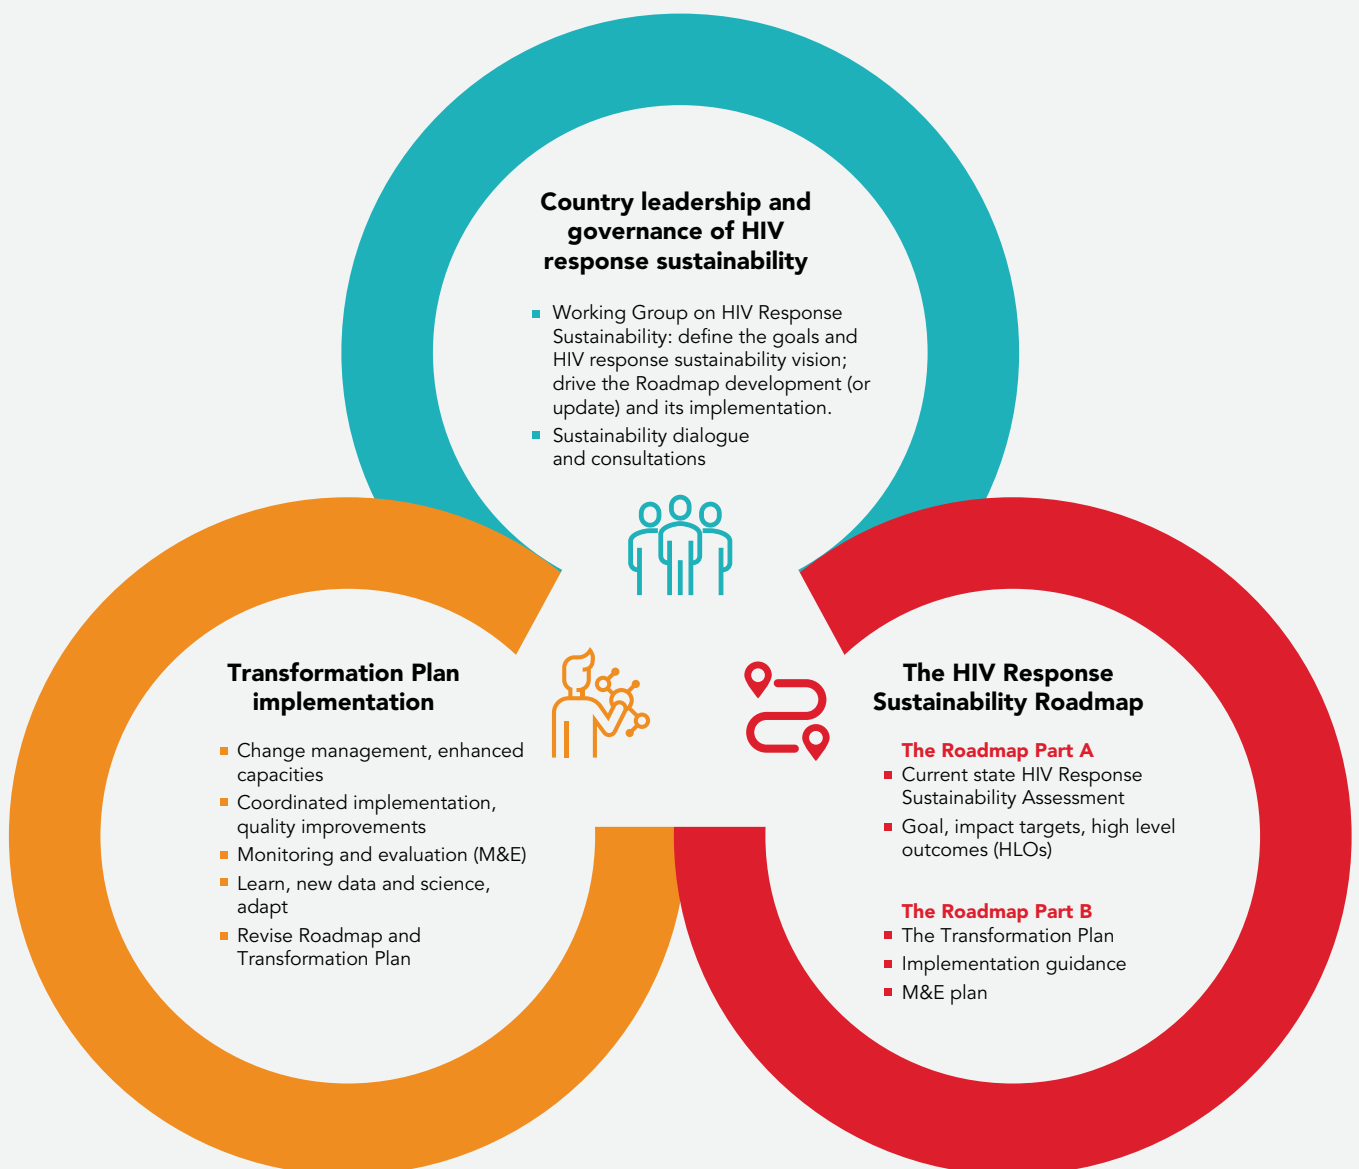 Country leadership and
governance of HIV
response sustainability
Working Group on HIV Response
Sustainability: define the goals and
HIV response sustainability vision;
drive the Roadmap development (or
update) and its implementation.
Sustainability dialogue
and consultations
Transformation Plan
implementation
Change management, enhanced
capacities
Coordinated implementation,
quality improvements
Monitoring and evaluation (M&E)
Learn, new data and science,
adapt
Revise Roadmap and
Transformation Plan
The HIV Response
Sustainability Roadmap
The Roadmap Part A
Current state HIV Response
Sustainability Assessment
Goal, impact targets, high level
outcomes (HLOs)
The Roadmap Part B
The Transformation Plan
Implementation guidance
M&E plan